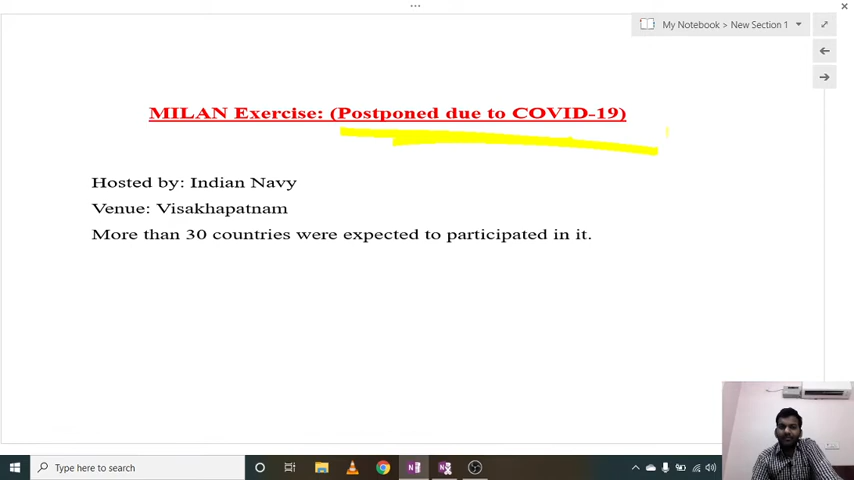 My Notebook > New Section 1
MILAN Exercise: (Postponed due to COVID-19)
Hosted by: Indian Navy
Venue: Visakhapatnam
More than 30 countries were expected to participated in it.
Type here to search